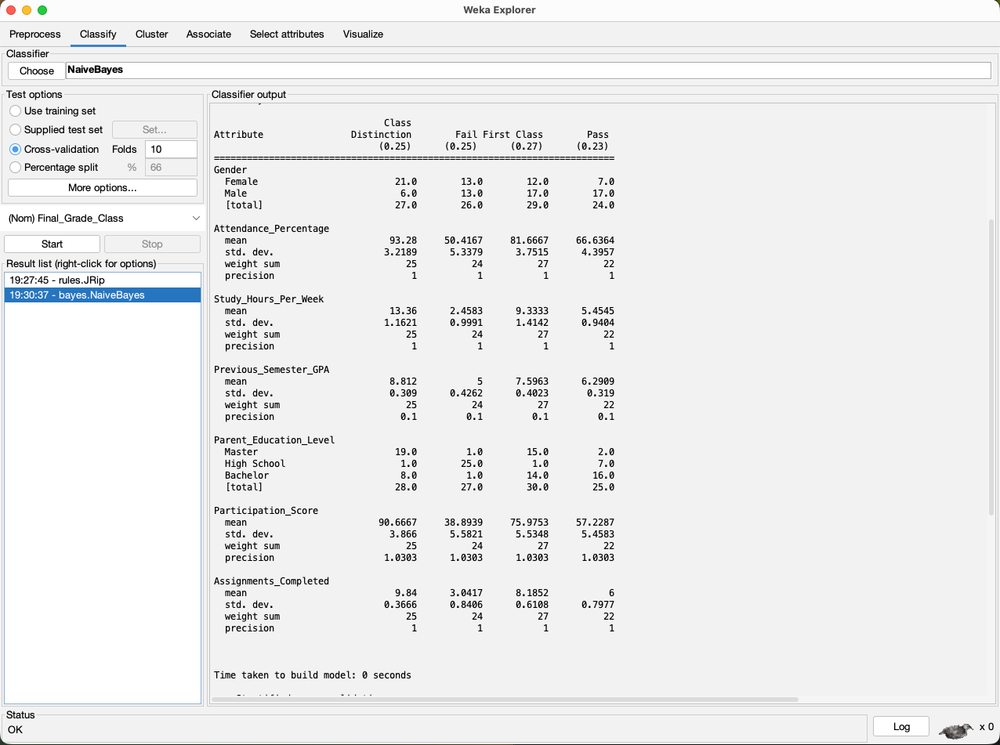 Weka Explorer
Preprocess Classify Cluster Associate Select attributes Visualize
Classifier
Choose NaiveBayes
Test options
Use training set
Supplied test set Set...
Cross-validation Folds 10
Percentage split % 66
More options...
(Nom) Final_Grade_Class
Start Stop
Result list (right-click for options)
19:27:45 - rules.JRip
19:30:37 - bayes.NaiveBayes
Classifier output
Class
Attribute Distinction Fail First Class Pass
(0.25) (0.25) (0.27) (0.23)
=========================================================================
Gender
Female 21.0 13.0 12.0 7.0
Male 6.0 13.0 17.0 17.0
[total] 27.0 26.0 29.0 24.0
Attendance_Percentage
mean 93.28 50.4167 81.6667 66.6364
std. dev. 3.2189 5.3379 3.7515 4.3957
weight sum 25 24 27 22
precision 1 1 1 1
Study_Hours_Per_Week
mean 13.36 2.4583 9.3333 5.4545
std. dev. 1.1621 0.9991 1.4142 0.9404
weight sum 25 24 27 22
precision 1 1 1 1
Previous_Semester_GPA
mean 8.812 5 7.5963 6.2909
std. dev. 0.309 0.4262 0.4023 0.319
weight sum 25 24 27 22
precision 0.1 0.1 0.1 0.1
Parent_Education_Level
Master 19.0 1.0 15.0 2.0
High School 1.0 25.0 1.0 7.0
Bachelor 8.0 1.0 14.0 16.0
[total] 28.0 27.0 30.0 25.0
Participation_Score
mean 90.6667 38.8939 75.9753 57.2287
std. dev. 3.866 5.5821 5.5348 5.4583
weight sum 25 24 27 22
precision 1.0303 1.0303 1.0303 1.0303
Assignments_Completed
mean 9.84 3.0417 8.1852 6
std. dev. 0.3666 0.8406 0.6108 0.7977
weight sum 25 24 27 22
precision 1 1 1 1
Time taken to build model: 0 seconds
Status
OK
Log x 0